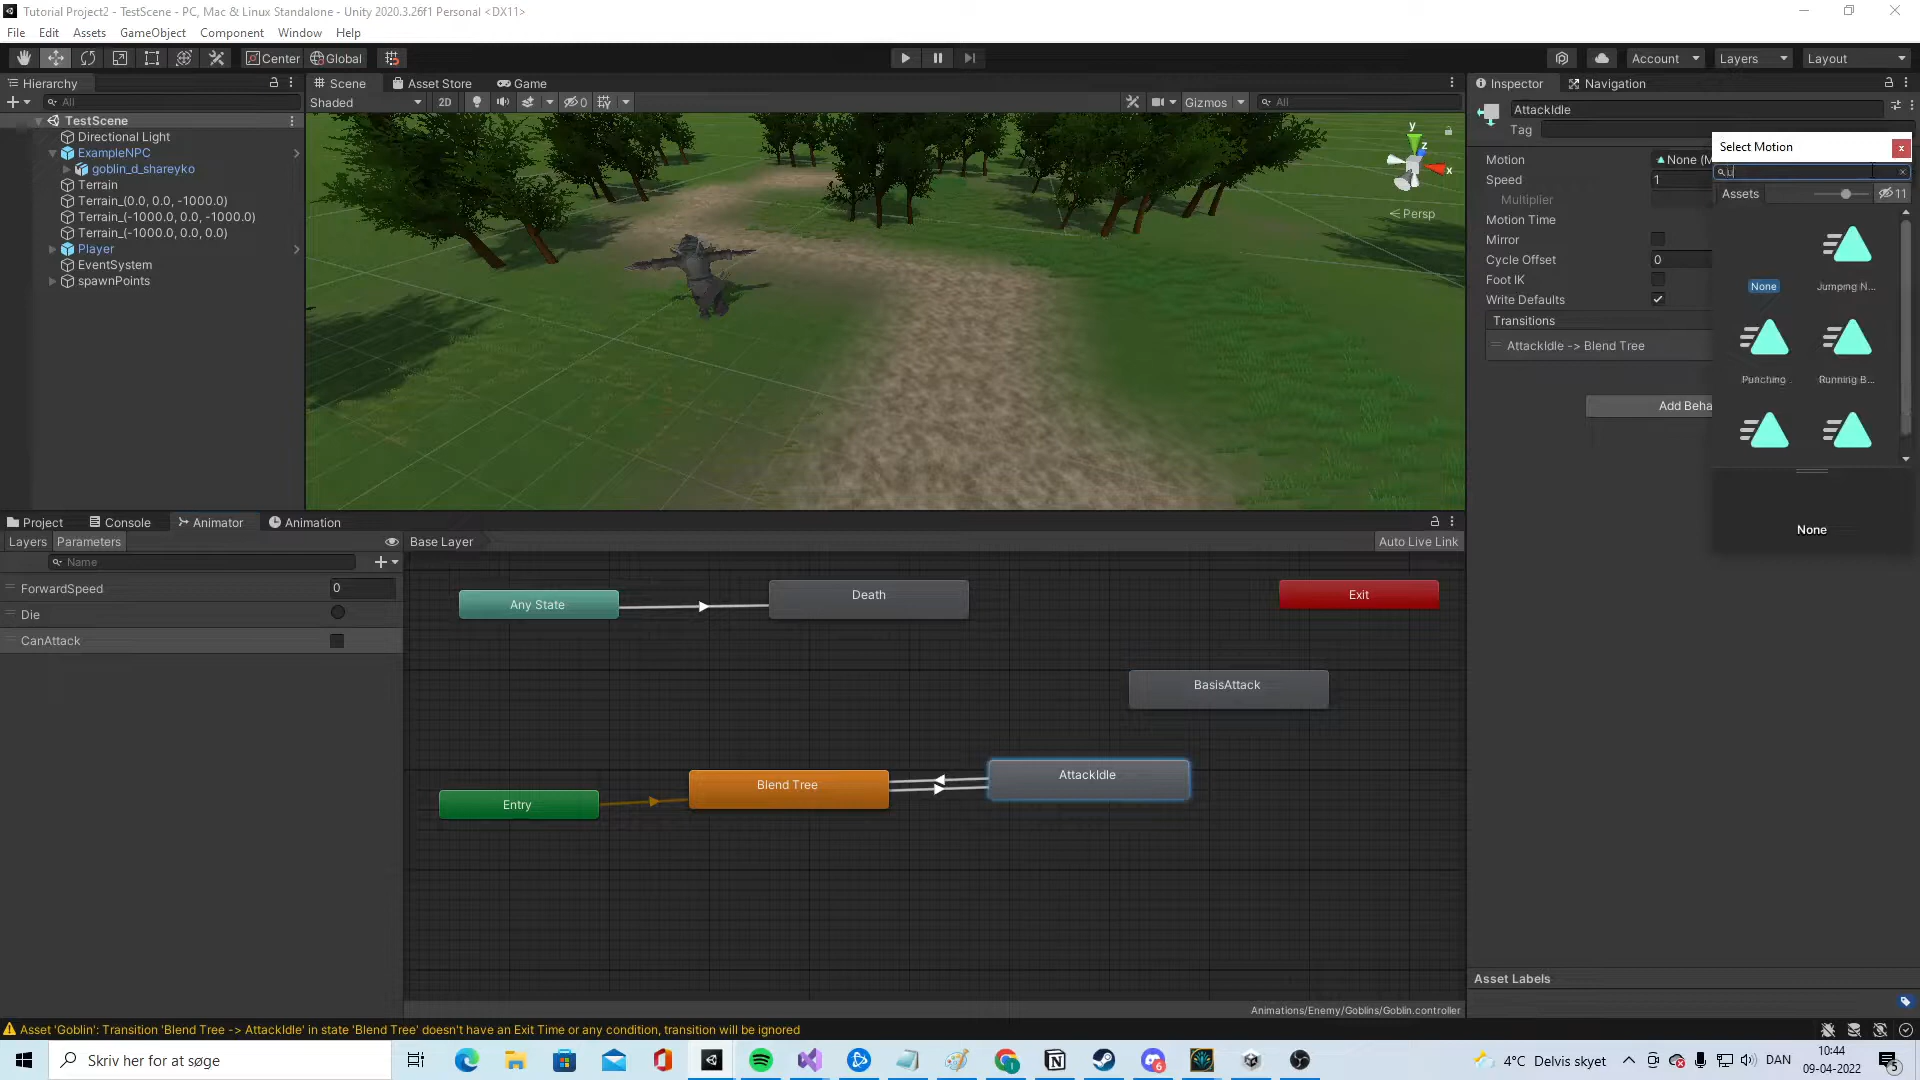 Tutorial Project2 - TestScene - PC, Mac & Linux Standalone - Unity 2020.3.26f1 Personal <DX11>
File Edit Assets GameObject Component Window Help
Center Global
Account Layers Layout
Hierarchy
All
TestScene
Directional Light
ExampleNPC
goblin_d_shareyko
Terrain
Terrain_(0.0, 0.0, -1000.0)
Terrain_(-1000.0, 0.0, -1000.0)
Terrain_(-1000.0, 0.0, 0.0)
Player
EventSystem
spawnPoints
Scene Asset Store Game
Shaded 2D 0 Gizmos All
y
z
x
Persp
Inspector Navigation
AttackIdle
Tag
Motion None (M
Speed 1
Multiplier
Motion Time
Mirror
Cycle Offset 0
Foot IK
Write Defaults
Transitions
AttackIdle -> Blend Tree
Add Beha
Select Motion
x
Assets 11
None Jumping N...
Punching Running B...
None
Project Console Animator Animation
Layers Parameters Base Layer Auto Live Link
Name
ForwardSpeed 0
Die
CanAttack
Any State
Death
Exit
BasisAttack
AttackIdle
Blend Tree
Entry
Animations/Enemy/Goblins/Goblin.controller
Asset Labels
Asset 'Goblin': Transition 'Blend Tree -> AttackIdle' in state 'Blend Tree' doesn't have an Exit Time or any condition, transition will be ignored
Skriv her for at søge
6
4°C Delvis skyet
DAN
10:44
09-04-2022
5